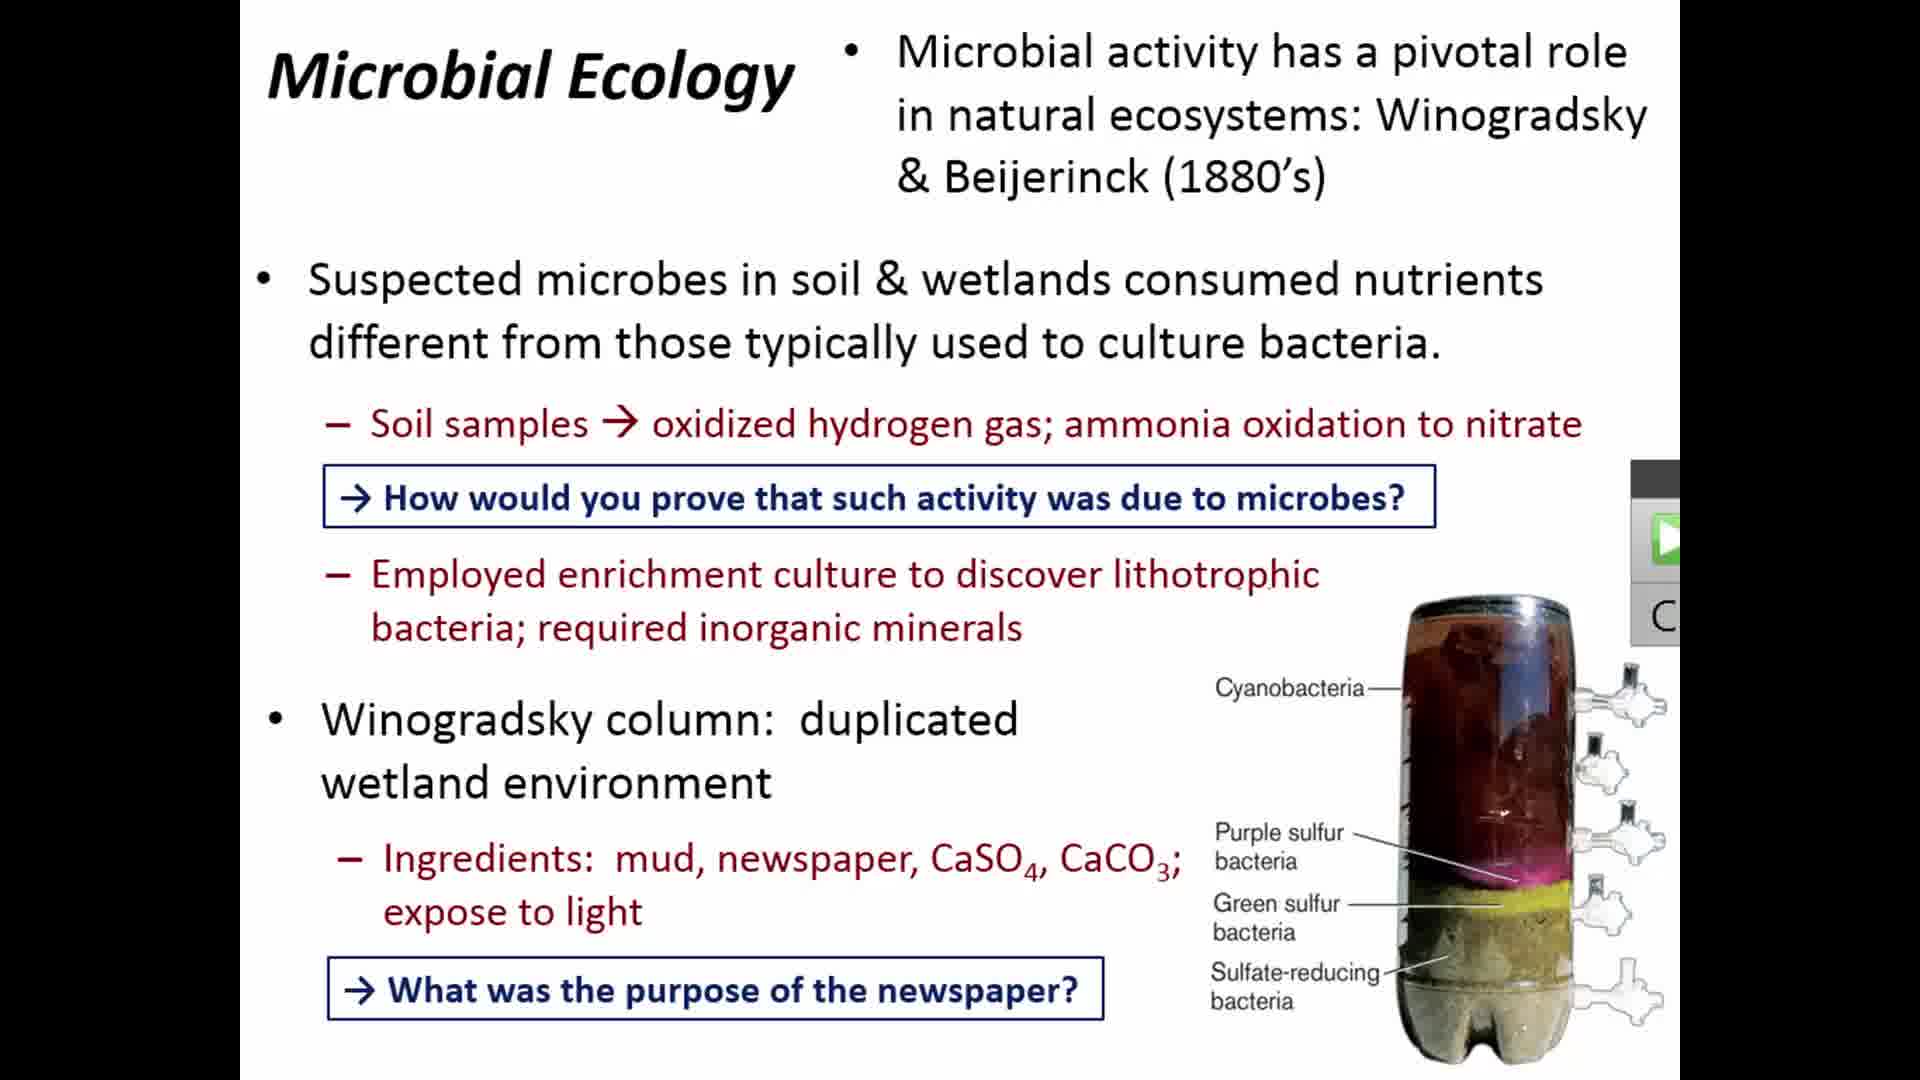 Microbial Ecology
• Microbial activity has a pivotal role
in natural ecosystems: Winogradsky
& Beijerinck (1880’s)
• Suspected microbes in soil & wetlands consumed nutrients
different from those typically used to culture bacteria.
– Soil samples → oxidized hydrogen gas; ammonia oxidation to nitrate
→ How would you prove that such activity was due to microbes?
– Employed enrichment culture to discover lithotrophic
bacteria; required inorganic minerals
C
• Winogradsky column: duplicated
wetland environment
– Ingredients: mud, newspaper, CaSO₄, CaCO₃;
expose to light
→ What was the purpose of the newspaper?
Cyanobacteria
Purple sulfur
bacteria
Green sulfur
bacteria
Sulfate-reducing
bacteria